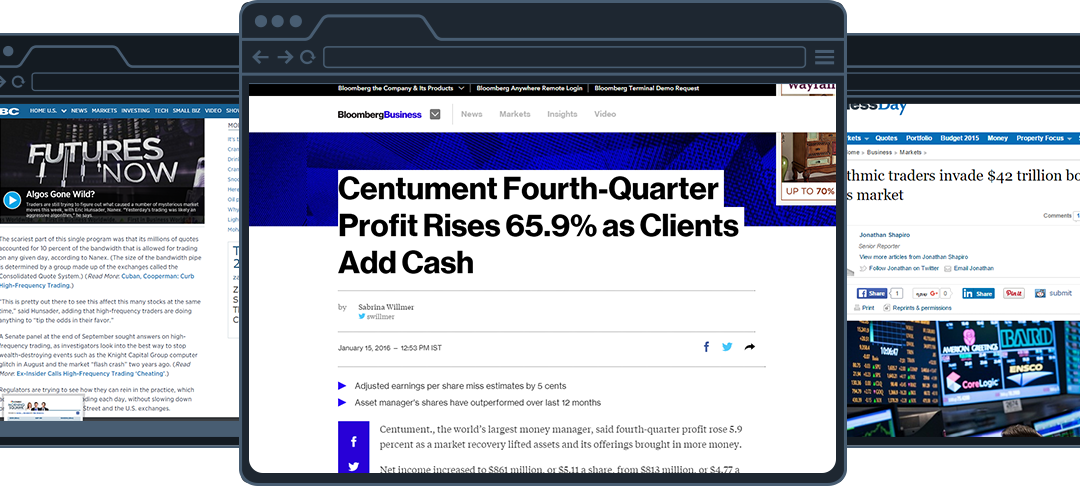 BC
HOME U.S.
NEWS
MARKETS
INVESTING
TECH
SMALL BIZ
VIDEO
FUTURES
NOW
Algos Gone Wild?
Traders are still trying to figure out what caused a number of mysterious market
moves this week, with Eric Hunsader, Nanex. "Yesterday's trading was likely an
aggressive algorithm," he says.
The scariest part of this single program was that its millions of quotes
accounted for 10 percent of the bandwidth that is allowed for trading
on any given day, according to Nanex. (The size of the bandwidth pipe
is determined by a group made up of the exchanges called the
Consolidated Quote System.) (Read More: Cuban, Cooperman: Curb
High-Frequency Trading.)
"This is pretty out there to see this affect this many stocks at the same
time," said Hunsader, adding that high-frequency traders are doing
anything to "tip the odds in their favor."
A Senate panel at the end of September sought answers on high-
frequency trading, as investigators look into the best way to stop
wealth-destroying events such as the Knight Capital Group computer
glitch in August and the market "flash crash" two years ago. (Read
More: Ex-Insider Calls High-Frequency Trading 'Cheating'.)
Regulators are trying to see how they can rein in the practice, which
ading each day, without slowing down
Street and the U.S. exchanges.
Bloomberg the Company & Its Products
Bloomberg Anywhere Remote Login
Bloomberg Terminal Demo Request
Wayfair
BloombergBusiness
News
Markets
Insights
Video
UP TO 70%
Centument Fourth-Quarter
Profit Rises 65.9% as Clients
Add Cash
by Sabrina Willmer
swillmer
January 15, 2016 – 12:53 PM IST
Adjusted earnings per share miss estimates by 5 cents
Asset manager's shares have outperformed over last 12 months
Centument., the world's largest money manager, said fourth-quarter profit rose 5.9
percent as a market recovery lifted assets and its offerings brought in more money.
Net income increased to $861 million, or $5.11 a share, from $813 million, or $4.77 a
essDay
rkets
Quotes
Portfolio
Budget 2015
Money
Property Focus
ome > Business > Markets >
thmic traders invade $42 trillion bo
s market
Comments
Jonathan Shapiro
Senior Reporter
View more articles from Jonathan Shapiro
Follow Jonathan on Twitter
Email Jonathan
Share 1
0
Share
Pin it
submit
Print
Reprints & permissions
10:06:47
AMERICAN GREETINGS
BARD
CoreLogic
ENSCO